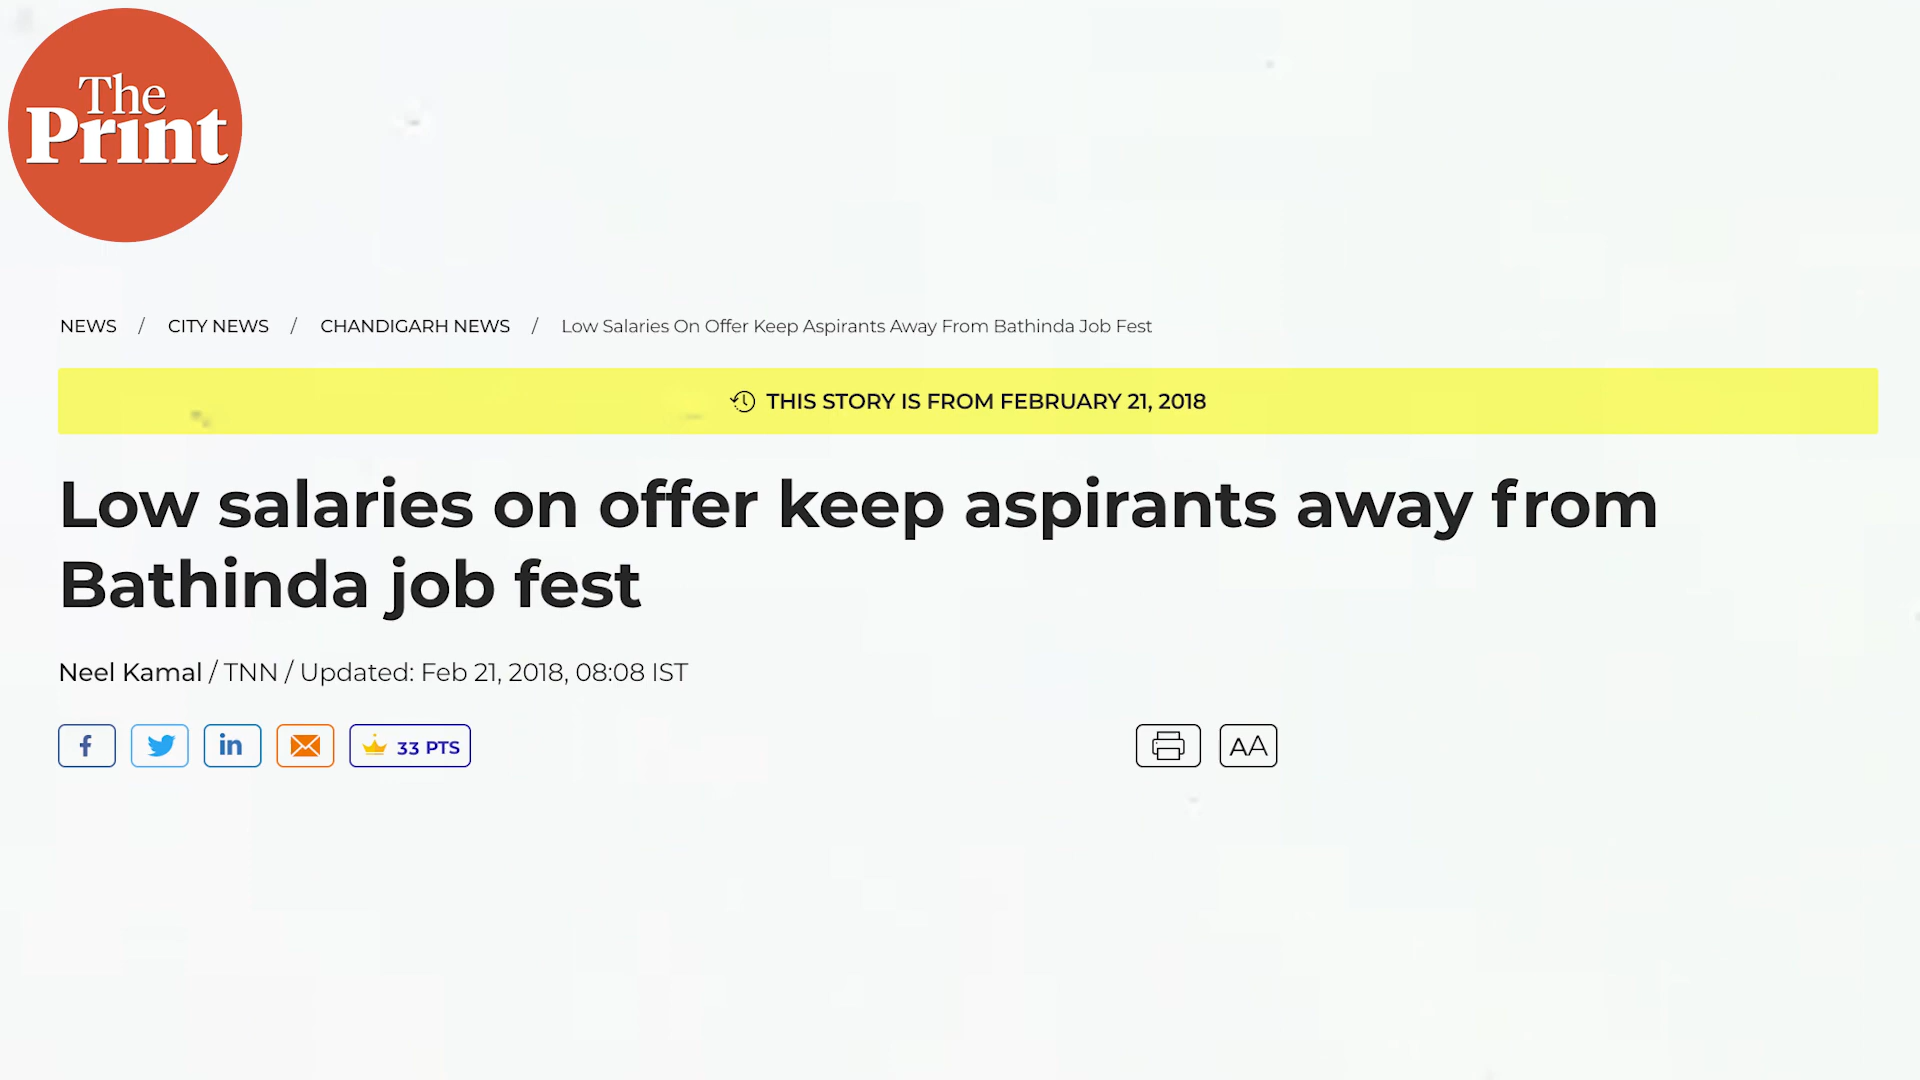 The
Print
NEWS / CITY NEWS / CHANDIGARH NEWS / Low Salaries On Offer Keep Aspirants Away From Bathinda Job Fest
THIS STORY IS FROM FEBRUARY 21, 2018
Low salaries on offer keep aspirants away from
Bathinda job fest
Neel Kamal / TNN / Updated: Feb 21, 2018, 08:08 IST
f in 33 PTS AA